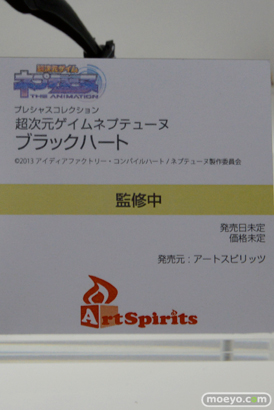 超次元ゲイム
ネプテューヌ
THE ANIMATION
プレシャスコレクション
超次元ゲイムネプテューヌ
ブラックハート
©2013 アイディアファクトリー・コンパイルハート / ネプテューヌ製作委員会
監修中
発売日未定
価格未定
発売元：アートスピリッツ
ArtSpirits
moeyo.com